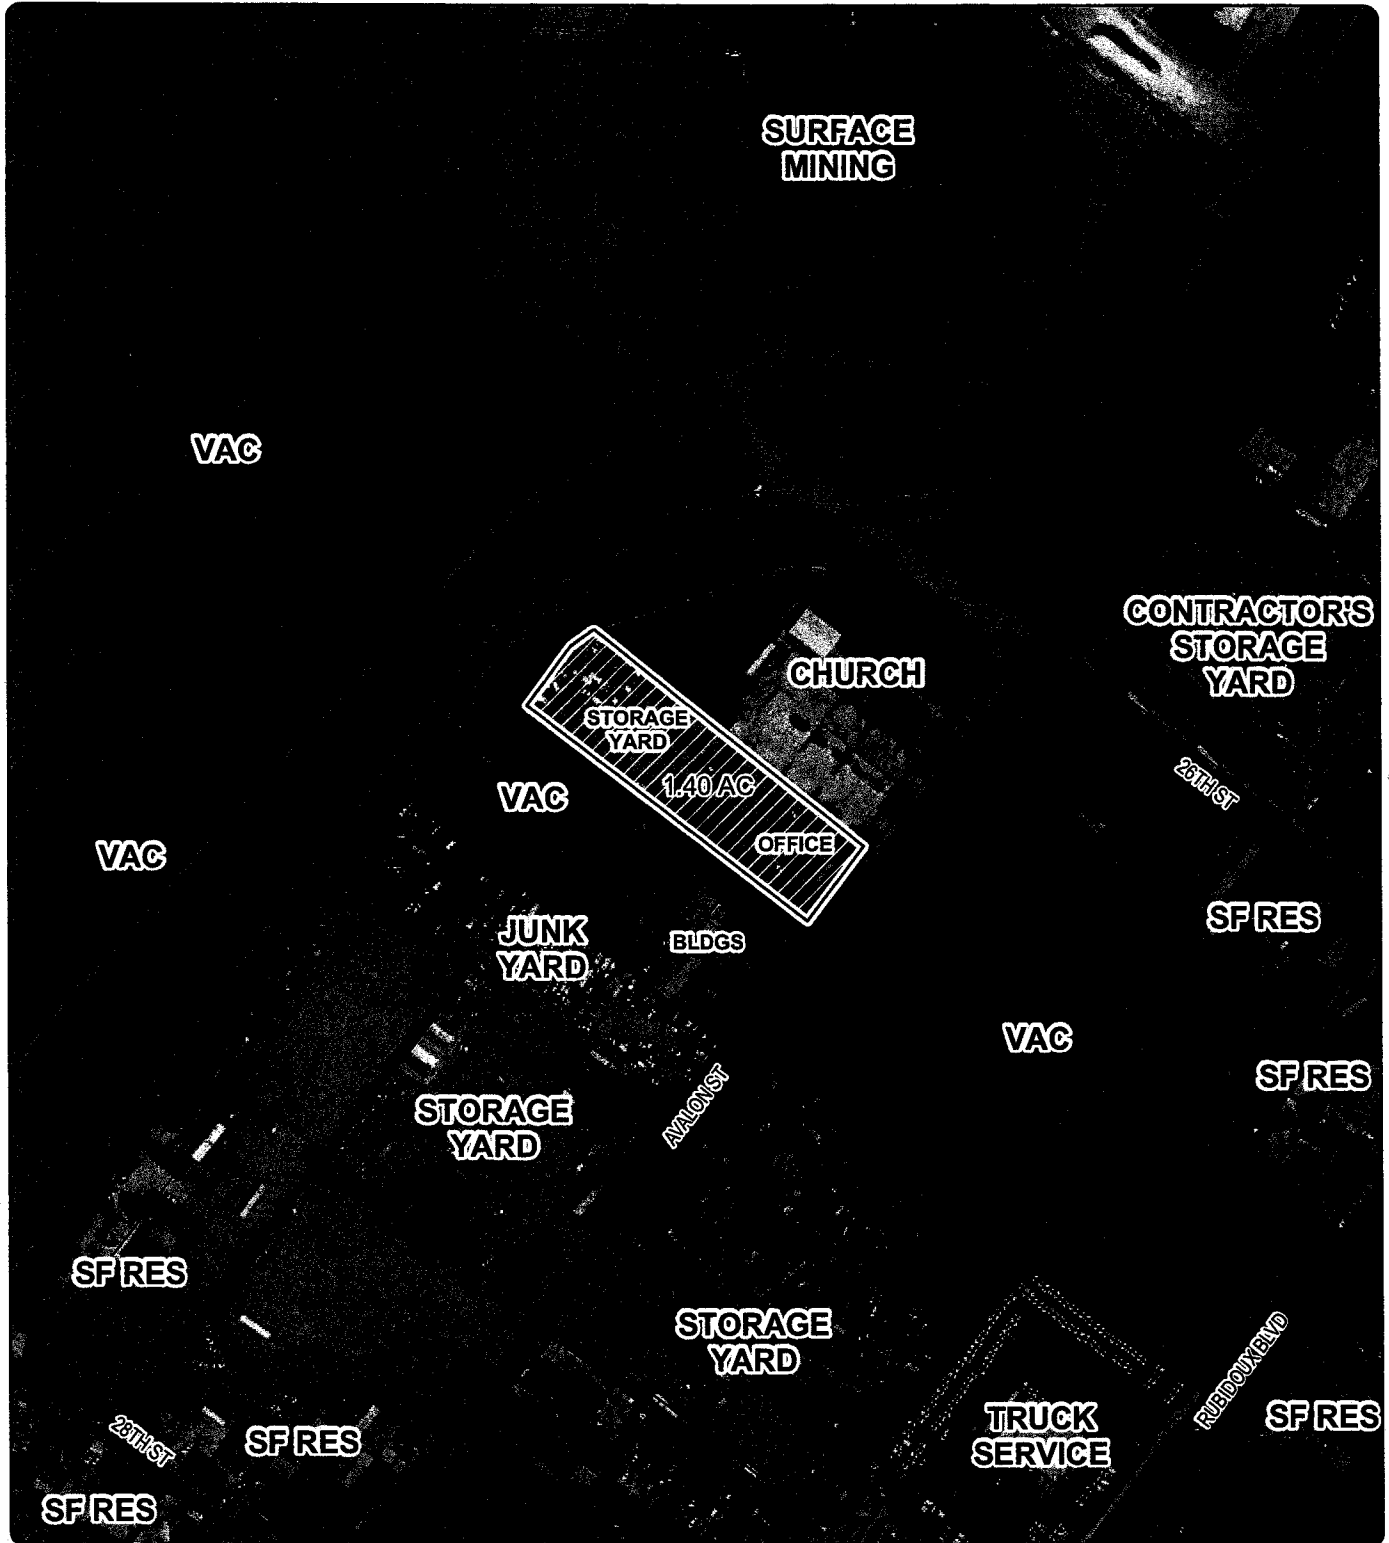 SURFACE
MINING
VAC
CONTRACTOR'S
STORAGE
YARD
CHURCH
STORAGE
YARD
1.40 AC
26TH ST
VAC
OFFICE
VAC
SF RES
JUNK
YARD
BLDGS
VAC
SF RES
AVALON ST
STORAGE
YARD
SF RES
STORAGE
YARD
RUBIDOUX BLVD
TRUCK
SERVICE
SF RES
28TH ST
SF RES
SF RES